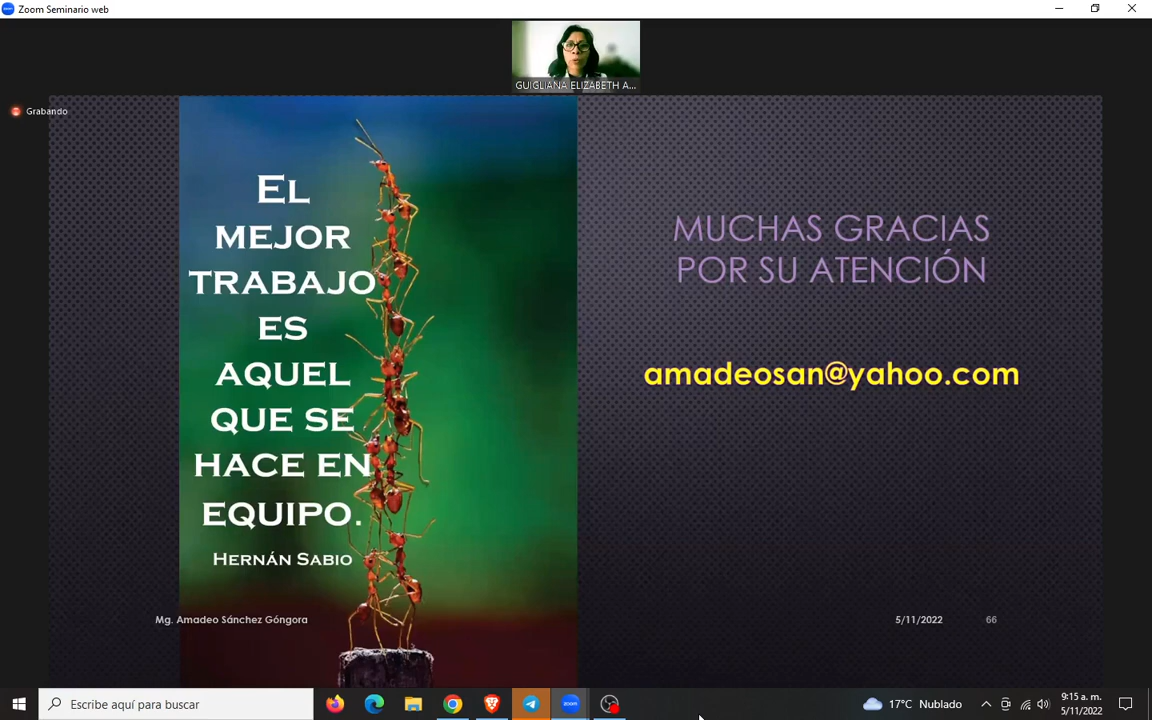 Zoom Seminario web
GUIGLIANA ELIZABETH A...
Grabando
EL
MEJOR
TRABAJO
ES
AQUEL
QUE SE
HACE EN
EQUIPO.
HERNÁN SABIO
MUCHAS GRACIAS
POR SU ATENCIÓN
amadeosan@yahoo.com
Mg. Amadeo Sánchez Góngora
5/11/2022
66
Escribe aquí para buscar
zoom
17°C Nublado
9:15 a. m.
5/11/2022